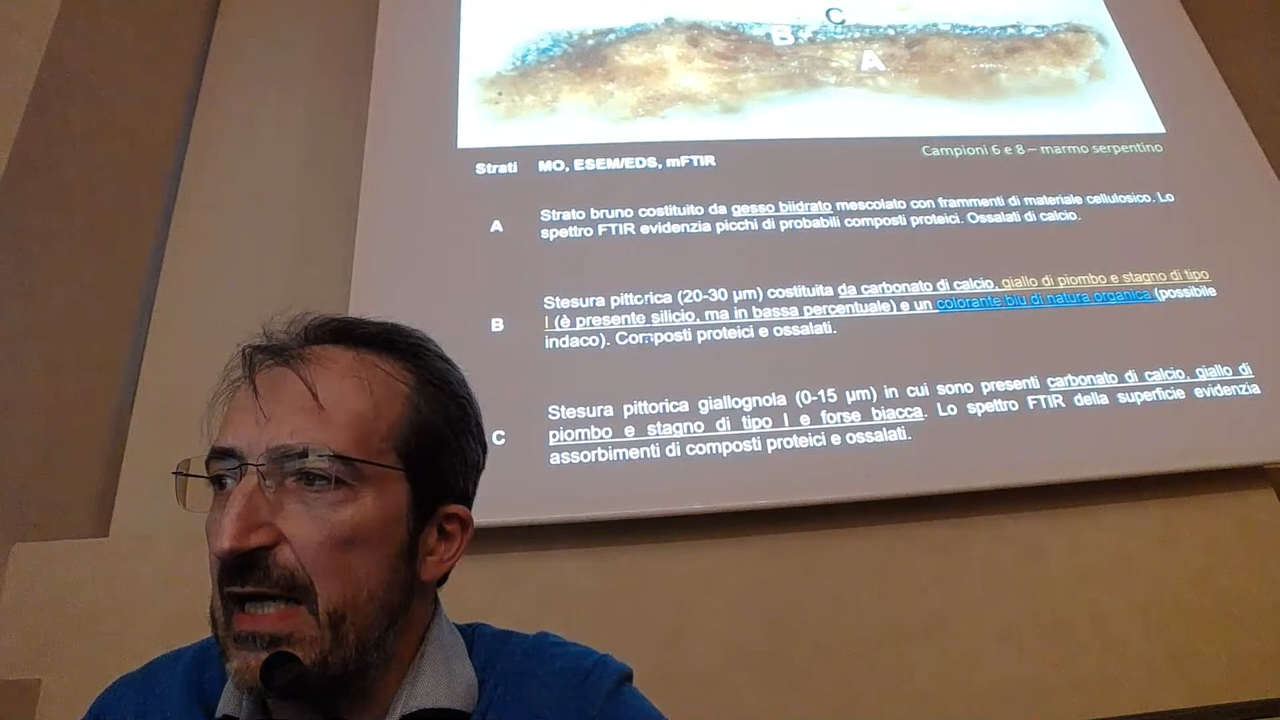 C
B
A
Campioni 6 e 8 – marmo serpentino
Strati MO, ESEM/EDS, mFTIR
A Strato bruno costituito da gesso biidrato mescolato con frammenti di materiale cellulosico. Lo
spettro FTIR evidenzia picchi di probabili composti proteici. Ossalati di calcio.
B Stesura pittorica (20-30 µm) costituita da carbonato di calcio, giallo di piombo e stagno di tipo
I (è presente silicio, ma in bassa percentuale) e un colorante blu di natura organica (possibile
indaco). Composti proteici e ossalati.
C Stesura pittorica giallognola (0-15 µm) in cui sono presenti carbonato di calcio, giallo di
piombo e stagno di tipo I e forse biacca. Lo spettro FTIR della superficie evidenzia
assorbimenti di composti proteici e ossalati.